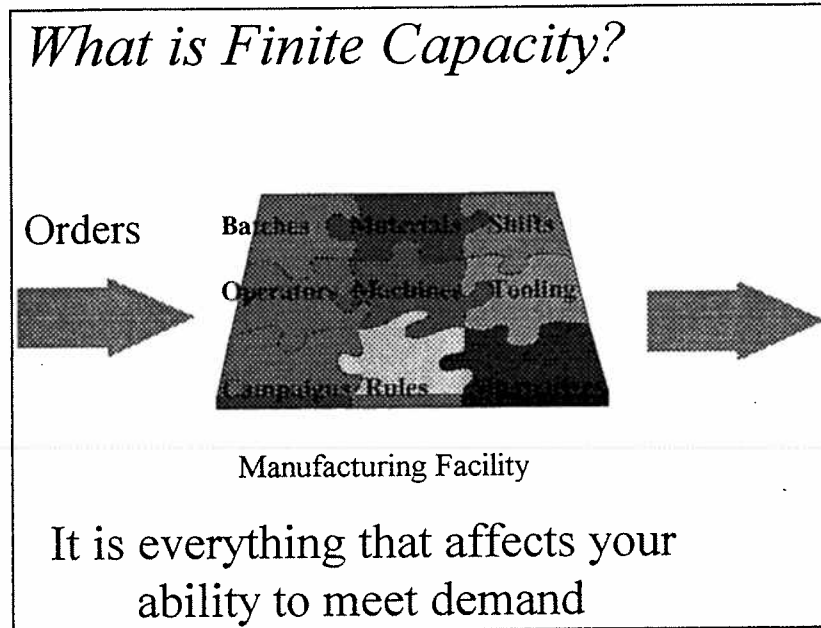 What is Finite Capacity?
Orders
Batches Materials Shifts
Operators Machines Tooling
Campaigns Rules
Manufacturing Facility
It is everything that affects your
ability to meet demand